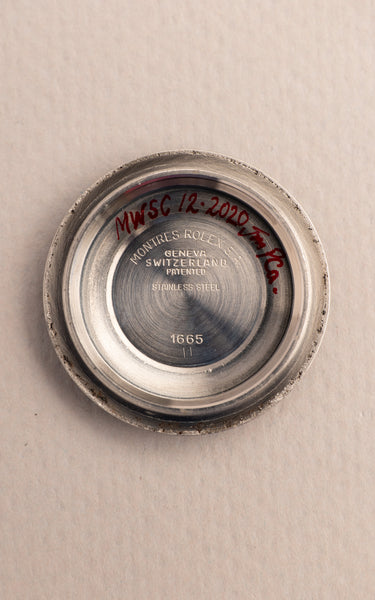 MWSC 12.2020
MONTRES ROLEX S.A.
GENEVA
SWITZERLAND
PATENTED
STAINLESS STEEL
1665